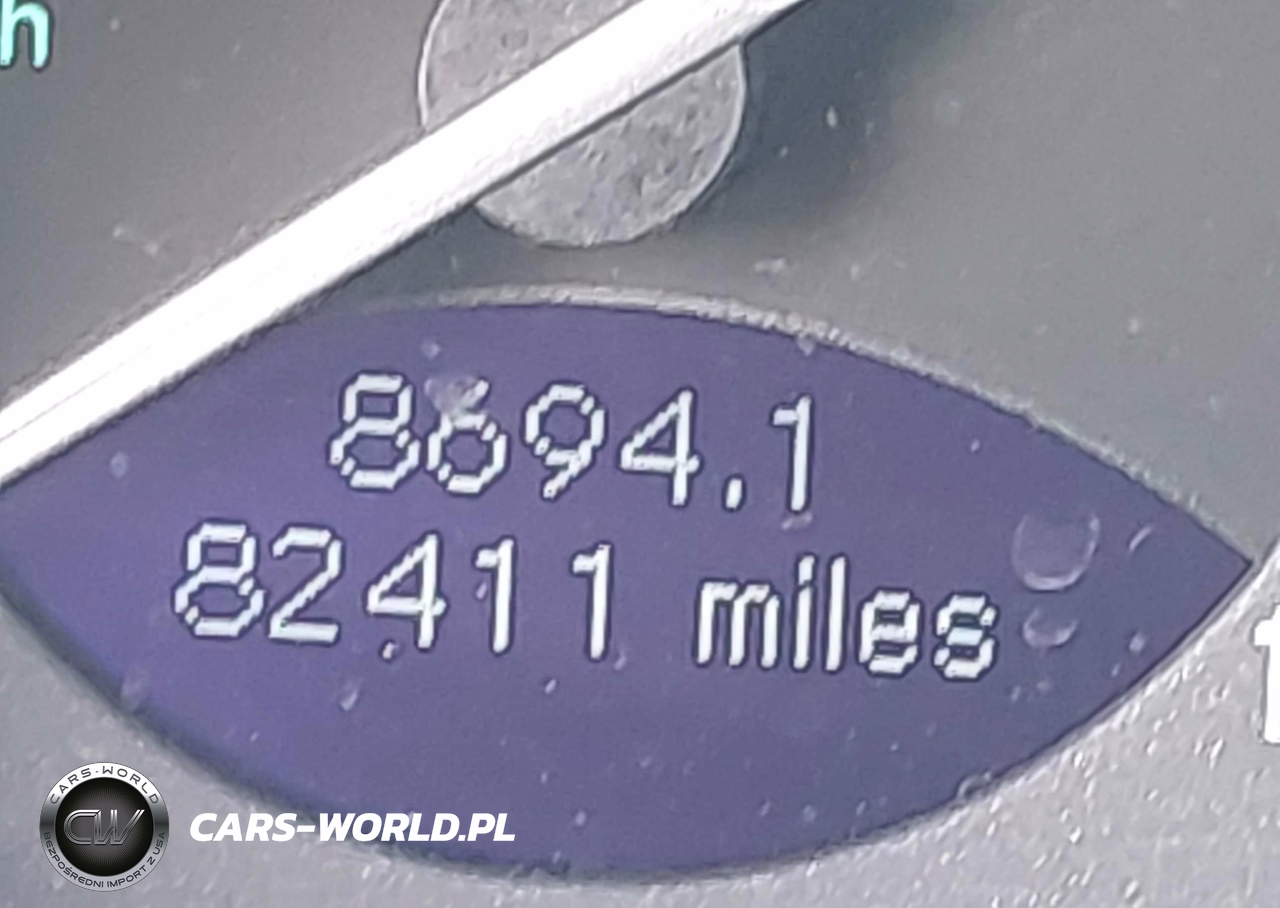 h
8694.1
82411 miles
CARS-WORLD
CW
BEZPOŚREDNI IMPORT Z USA
CARS-WORLD.PL